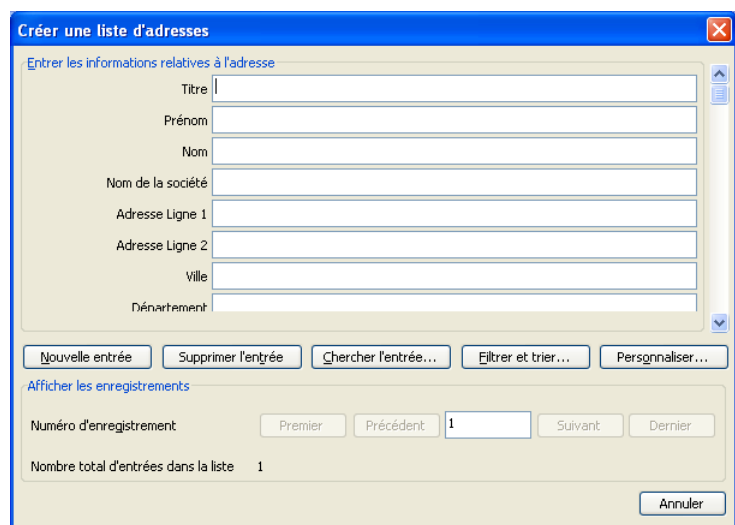 Créer une liste d'adresses
Entrer les informations relatives à l'adresse
Titre
Prénom
Nom
Nom de la société
Adresse Ligne 1
Adresse Ligne 2
Ville
Département
Nouvelle entrée Supprimer l'entrée Chercher l'entrée... Filtrer et trier... Personnaliser...
Afficher les enregistrements
Numéro d'enregistrement Premier Précédent 1 Suivant Dernier
Nombre total d'entrées dans la liste 1
Annuler